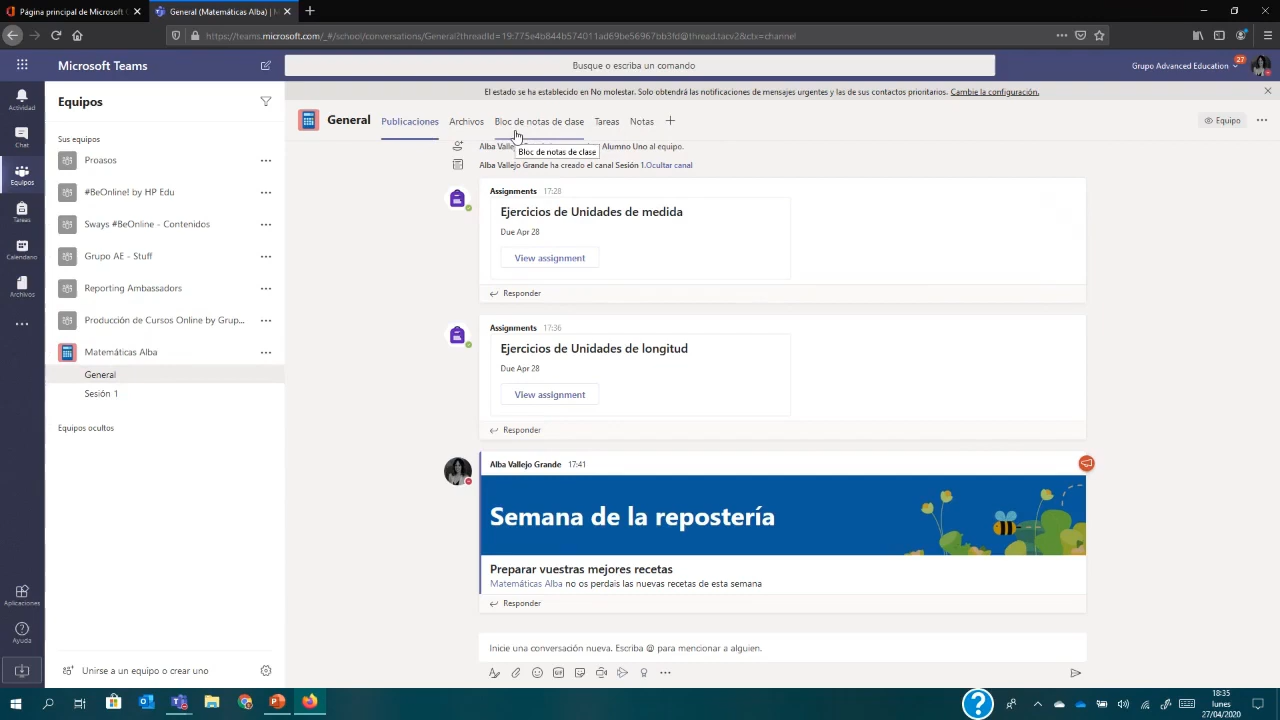 Página principal de Microsoft O
General (Matemáticas Alba) | M
https://teams.microsoft.com/_#/school/conversations/General?threadId=19:775e4b844b574011ad69be56967bb3fd@thread.tacv2&ctx=channel
Microsoft Teams
Busque o escriba un comando
Grupo Advanced Education
27
Actividad
Chat
Equipos
Tareas
Calendario
Archivos
Aplicaciones
Ayuda
Equipos
Sus equipos
Proasos
#BeOnline! by HP Edu
Sways #BeOnline - Contenidos
Grupo AE - Stuff
Reporting Ambassadors
Producción de Cursos Online by Grup...
Matemáticas Alba
General
Sesión 1
Equipos ocultos
Unirse a un equipo o crear uno
El estado se ha establecido en No molestar. Solo obtendrá las notificaciones de mensajes urgentes y las de sus contactos prioritarios. Cambie la configuración.
General
Publicaciones
Archivos
Bloc de notas de clase
Tareas
Notas
Equipo
Bloc de notas de clase
Alba Valle
Alumno Uno al equipo.
Alba Vallejo Grande ha creado el canal Sesión 1.Ocultar canal
Assignments 17:28
Ejercicios de Unidades de medida
Due Apr 28
View assignment
Responder
Assignments 17:36
Ejercicios de Unidades de longitud
Due Apr 28
View assignment
Responder
Alba Vallejo Grande 17:41
Semana de la repostería
Preparar vuestras mejores recetas
Matemáticas Alba no os perdais las nuevas recetas de esta semana
Responder
Inicie una conversación nueva. Escriba @ para mencionar a alguien.
18:35
lunes
27/04/2020